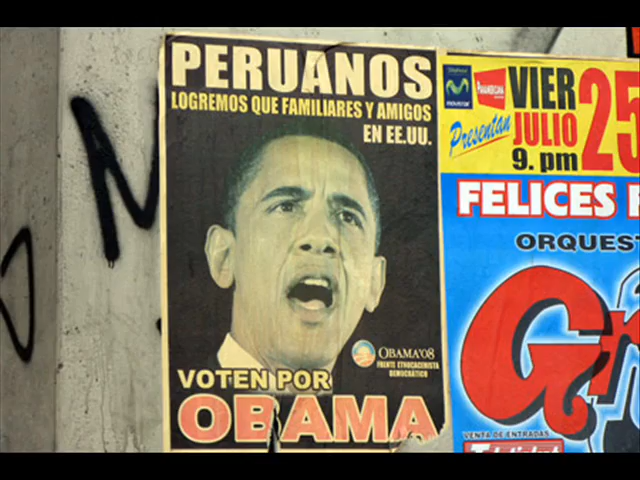 PERUANOS
LOGREMOS QUE FAMILIARES Y AMIGOS
EN EE.UU.
OBAMA'08
FRENTE ETNOCACERISTA
DEMOCRÁTICO
VOTEN POR
OBAMA
movistar
PANAMERICANA
Presentan
VIER
JULIO
9. pm
25
FELICES
ORQUEST
VENTA DE ENTRADAS